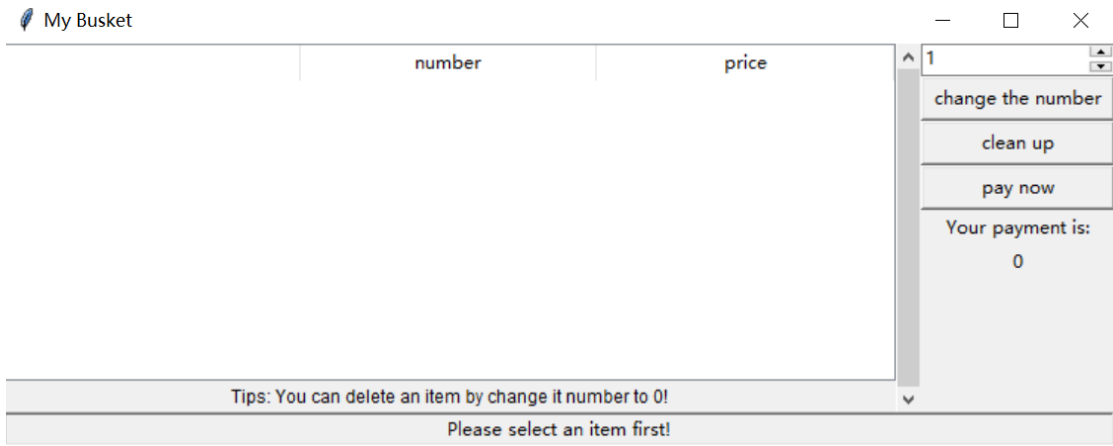 My Busket
number price
1
change the number
clean up
pay now
Your payment is:
0
Tips: You can delete an item by change it number to 0!
Please select an item first!